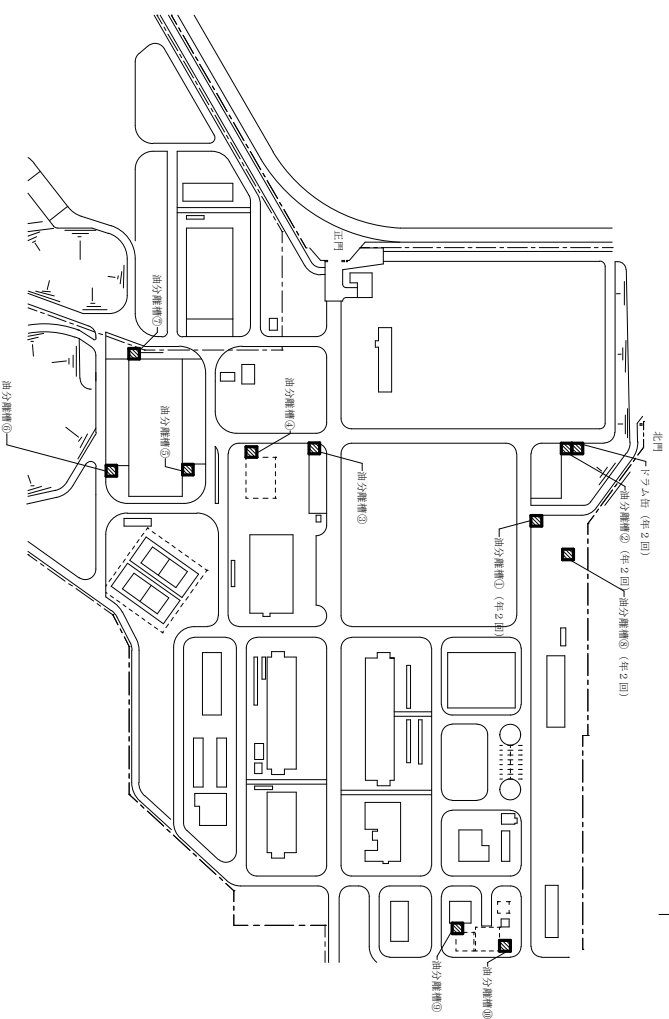 正門
北門
ドラム缶（年２回）
油分離槽②（年２回）
油分離槽⑧（年２回）
油分離槽①（年２回）
油分離槽③
油分離槽④
油分離槽⑤
油分離槽⑥
油分離槽⑦
油分離槽⑨
油分離槽⑩